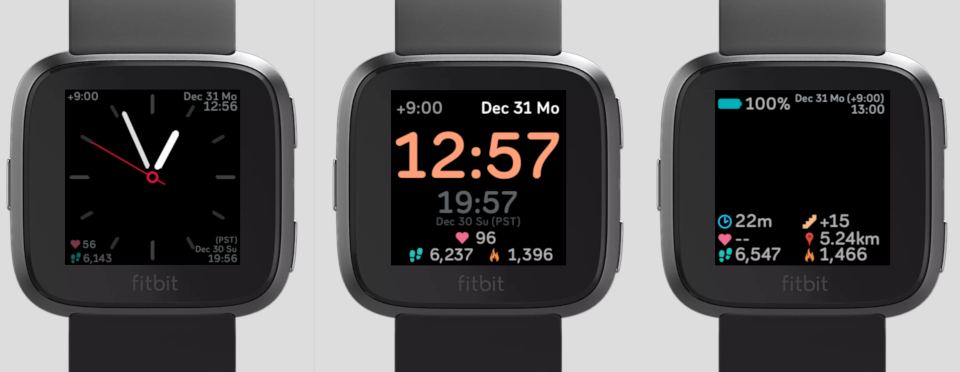 +9:00 Dec 31 Mo
12:56
56 (PST)
Dec 30 Su
6,143 19:56
fitbit
+9:00 Dec 31 Mo
12:57
19:57
Dec 30 Su (PST)
96
6,237 1,396
fitbit
100% Dec 31 Mo (+9:00)
13:00
22m +15
-- 5.24km
6,547 1,466
fitbit